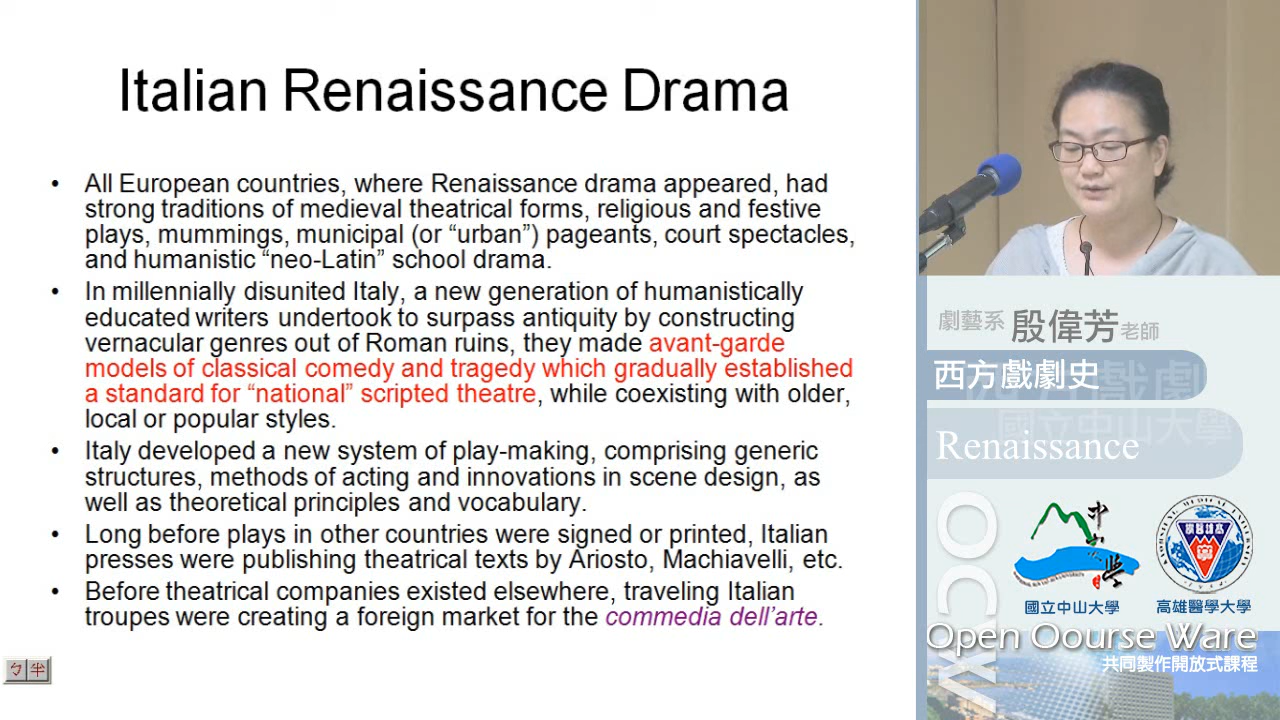 Italian Renaissance Drama
• All European countries, where Renaissance drama appeared, had
strong traditions of medieval theatrical forms, religious and festive
plays, mummings, municipal (or “urban”) pageants, court spectacles,
and humanistic “neo-Latin” school drama.
• In millennially disunited Italy, a new generation of humanistically
educated writers undertook to surpass antiquity by constructing
vernacular genres out of Roman ruins, they made avant-garde
models of classical comedy and tragedy which gradually established
a standard for “national” scripted theatre, while coexisting with older,
local or popular styles.
• Italy developed a new system of play-making, comprising generic
structures, methods of acting and innovations in scene design, as
well as theoretical principles and vocabulary.
• Long before plays in other countries were signed or printed, Italian
presses were publishing theatrical texts by Ariosto, Machiavelli, etc.
• Before theatrical companies existed elsewhere, traveling Italian
troupes were creating a foreign market for the commedia dell’arte.
ㄅ半
劇藝系 殷偉芳老師
西方戲劇史
國立中山大學
Renaissance
OCW
國立中山大學
高雄醫學大學
Open Oourse Ware
共同製作開放式課程